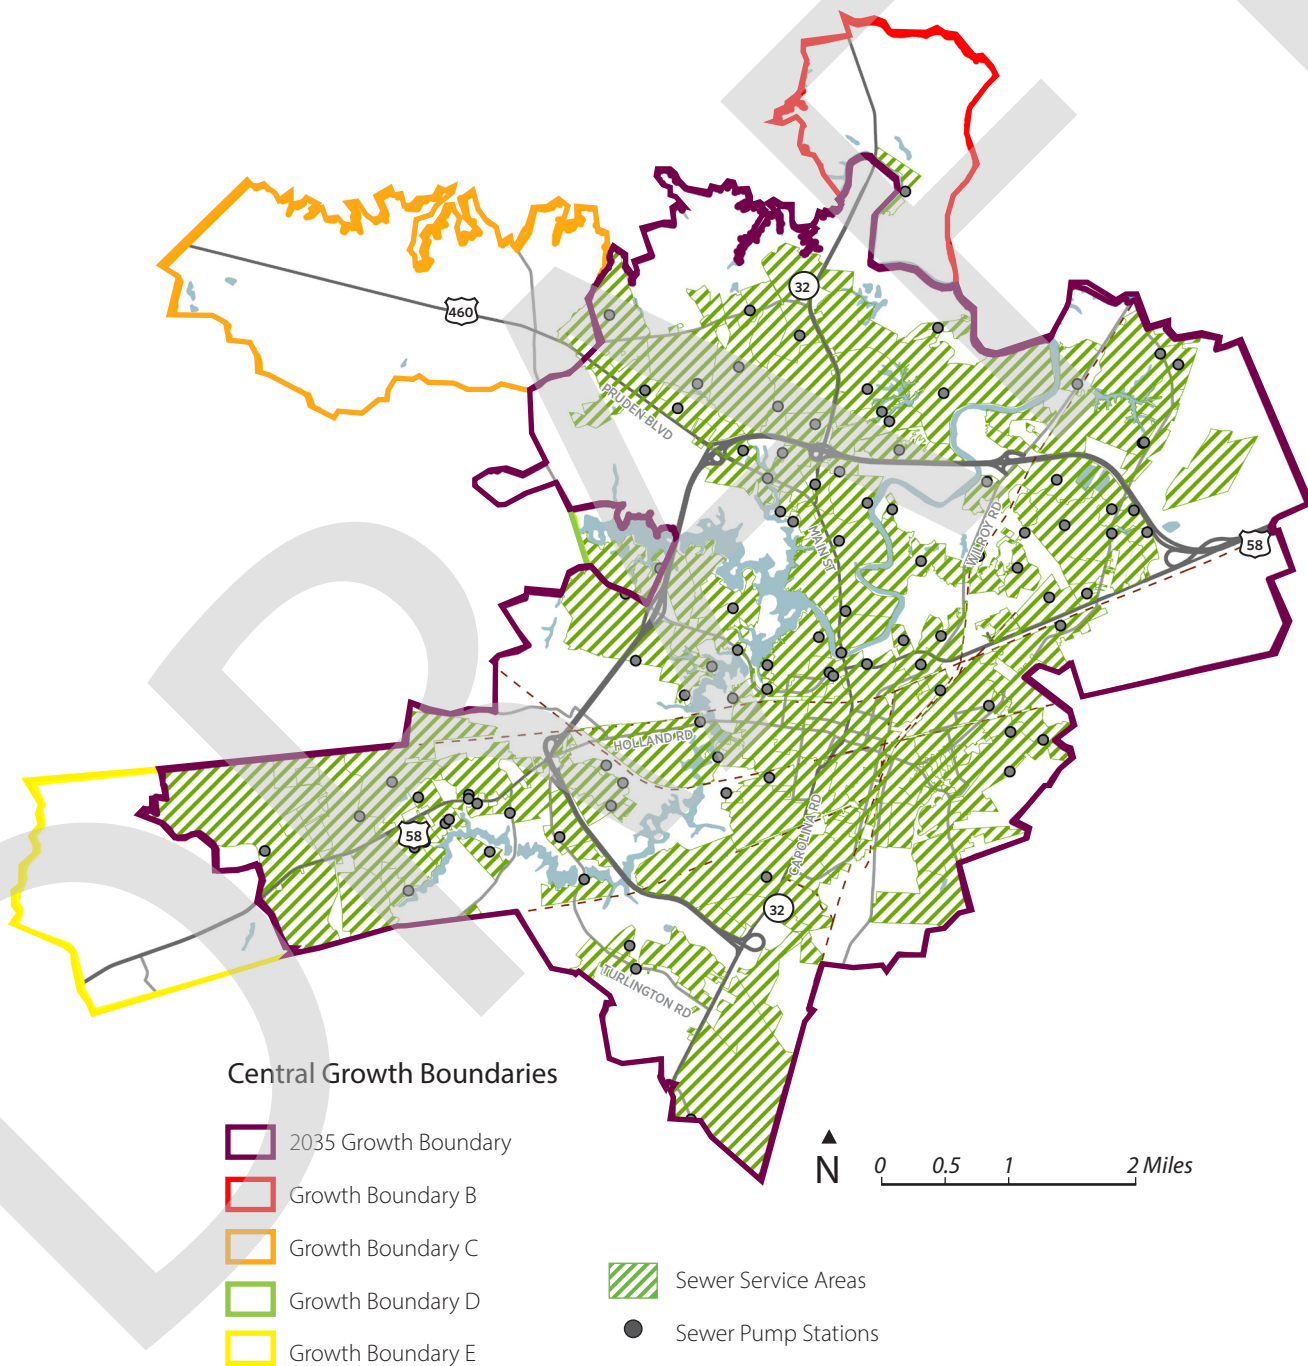 32
460
PRUDEN BLVD
MAIN ST
WILROY RD
58
HOLLAND RD
58
CAROLINA RD
32
TURLINGTON RD
Central Growth Boundaries
2035 Growth Boundary
Growth Boundary B
Growth Boundary C
Growth Boundary D
Growth Boundary E
N
0 0.5 1 2 Miles
Sewer Service Areas
Sewer Pump Stations
DRAFT